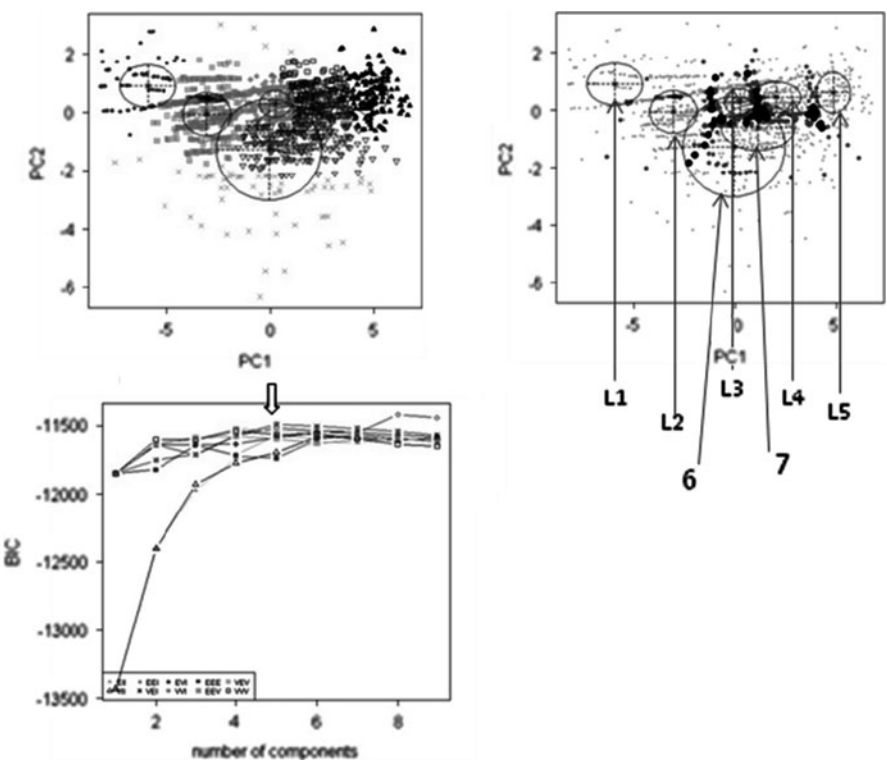 2
0
-2
-4
-6
PC2
-5 0 5
PC1
2
0
-2
-4
-6
PC2
-5 0 5
PC1
L1
L2
L3
L4
L5
6
7
-11500
-12000
-12500
-13000
-13500
BIC
EEI EVI EEE VEV
VEI VVI EEV VVV
2 4 6 8
number of components